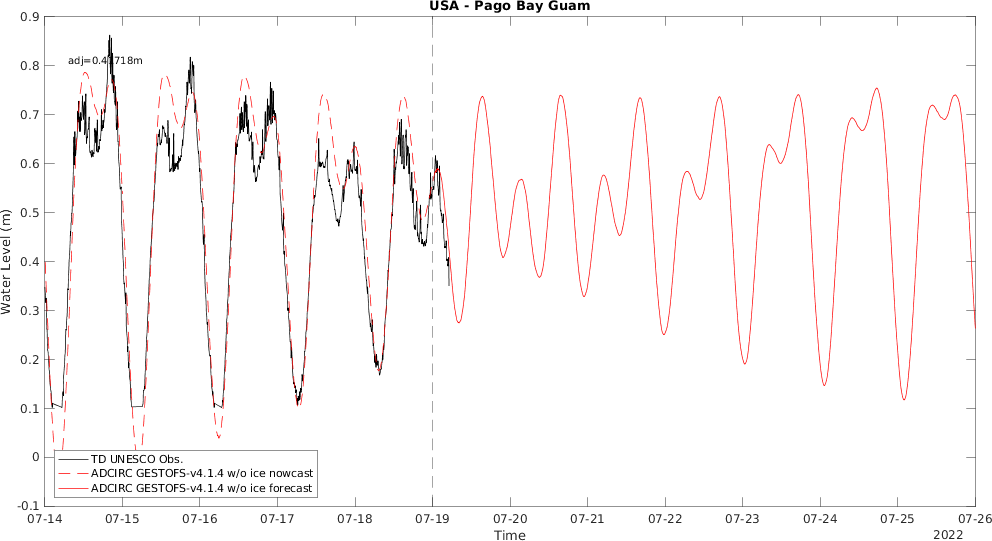 USA - Pago Bay Guam
0.9
0.8
0.7
0.6
0.5
0.4
0.3
0.2
0.1
0
-0.1
Water Level (m)
TD UNESCO Obs.
ADCIRC GESTOFS-v4.1.4 w/o ice nowcast
ADCIRC GESTOFS-v4.1.4 w/o ice forecast
07-14 07-15 07-16 07-17 07-18 07-19 07-20 07-21 07-22 07-23 07-24 07-25 07-26
Time
2022